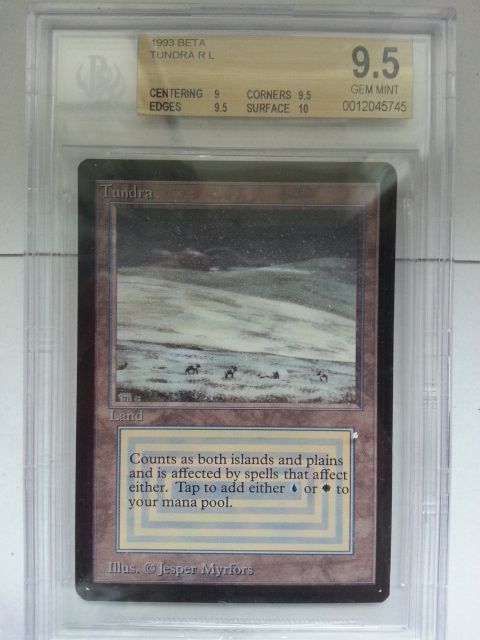 1993 BETA
TUNDRA R L
9.5
GEM MINT
CENTERING 9 CORNERS 9.5
EDGES 9.5 SURFACE 10
0012045745
Tundra
Land
Counts as both islands and plains
and is affected by spells that affect
either. Tap to add either or to
your mana pool.
Illus. © Jesper Myrfors